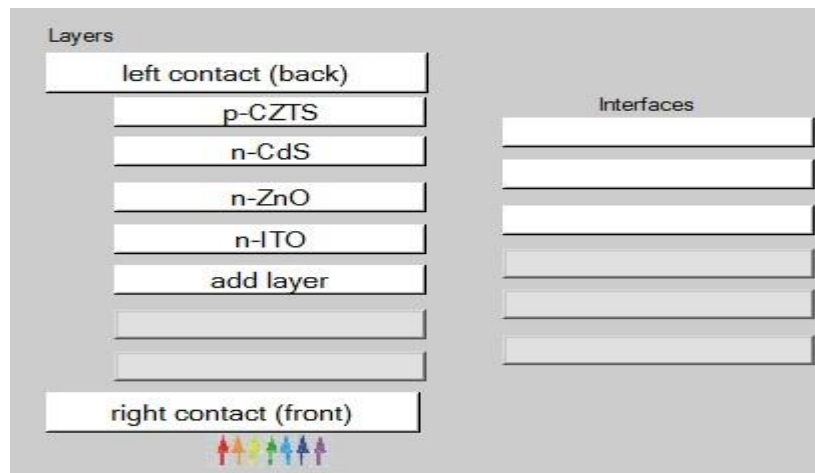 Layers
left contact (back)
p-CZTS
Interfaces
n-CdS
n-ZnO
n-ITO
add layer
right contact (front)